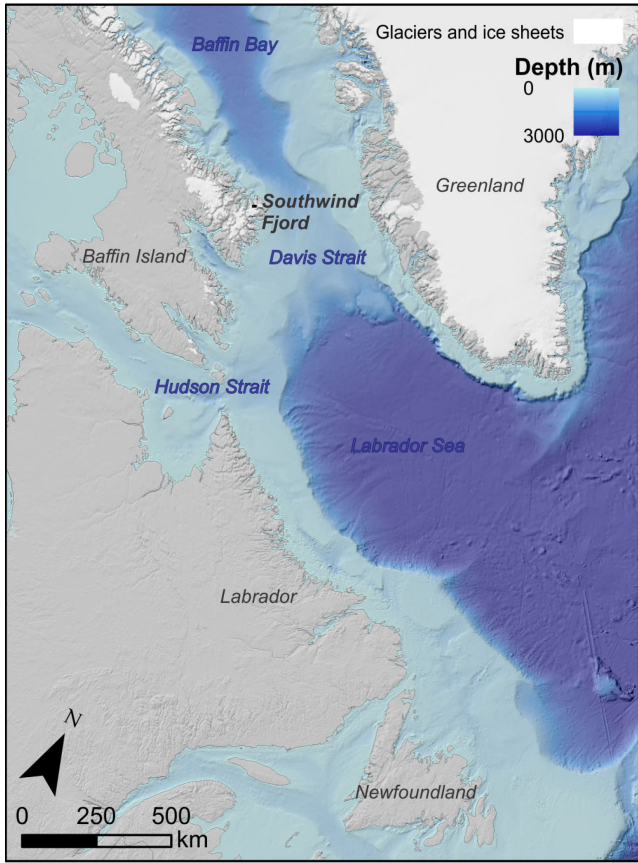 Baffin Bay
Glaciers and ice sheets
Depth (m)
0
3000
Greenland
Southwind
Fjord
Baffin Island
Davis Strait
Hudson Strait
Labrador Sea
Labrador
N
Newfoundland
0 250 500
km